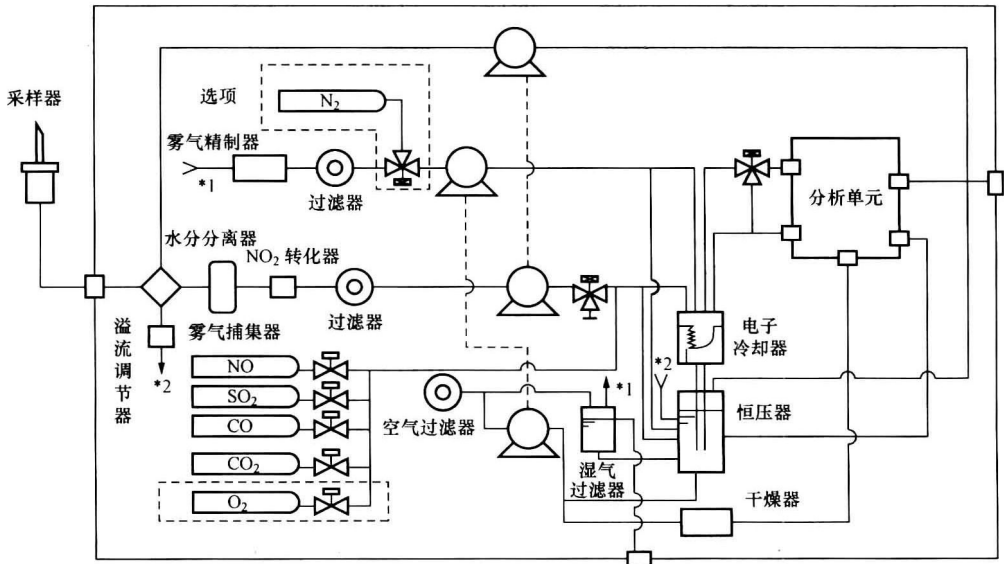 采样器
选项
N₂
雾气精制器
*1
过滤器
分析单元
水分分离器
NO₂ 转化器
过滤器
雾气捕集器
电子
冷却器
溢流调节器
*2
NO
SO₂
CO
CO₂
O₂
空气过滤器
*1
*2
恒压器
湿气
过滤器
干燥器